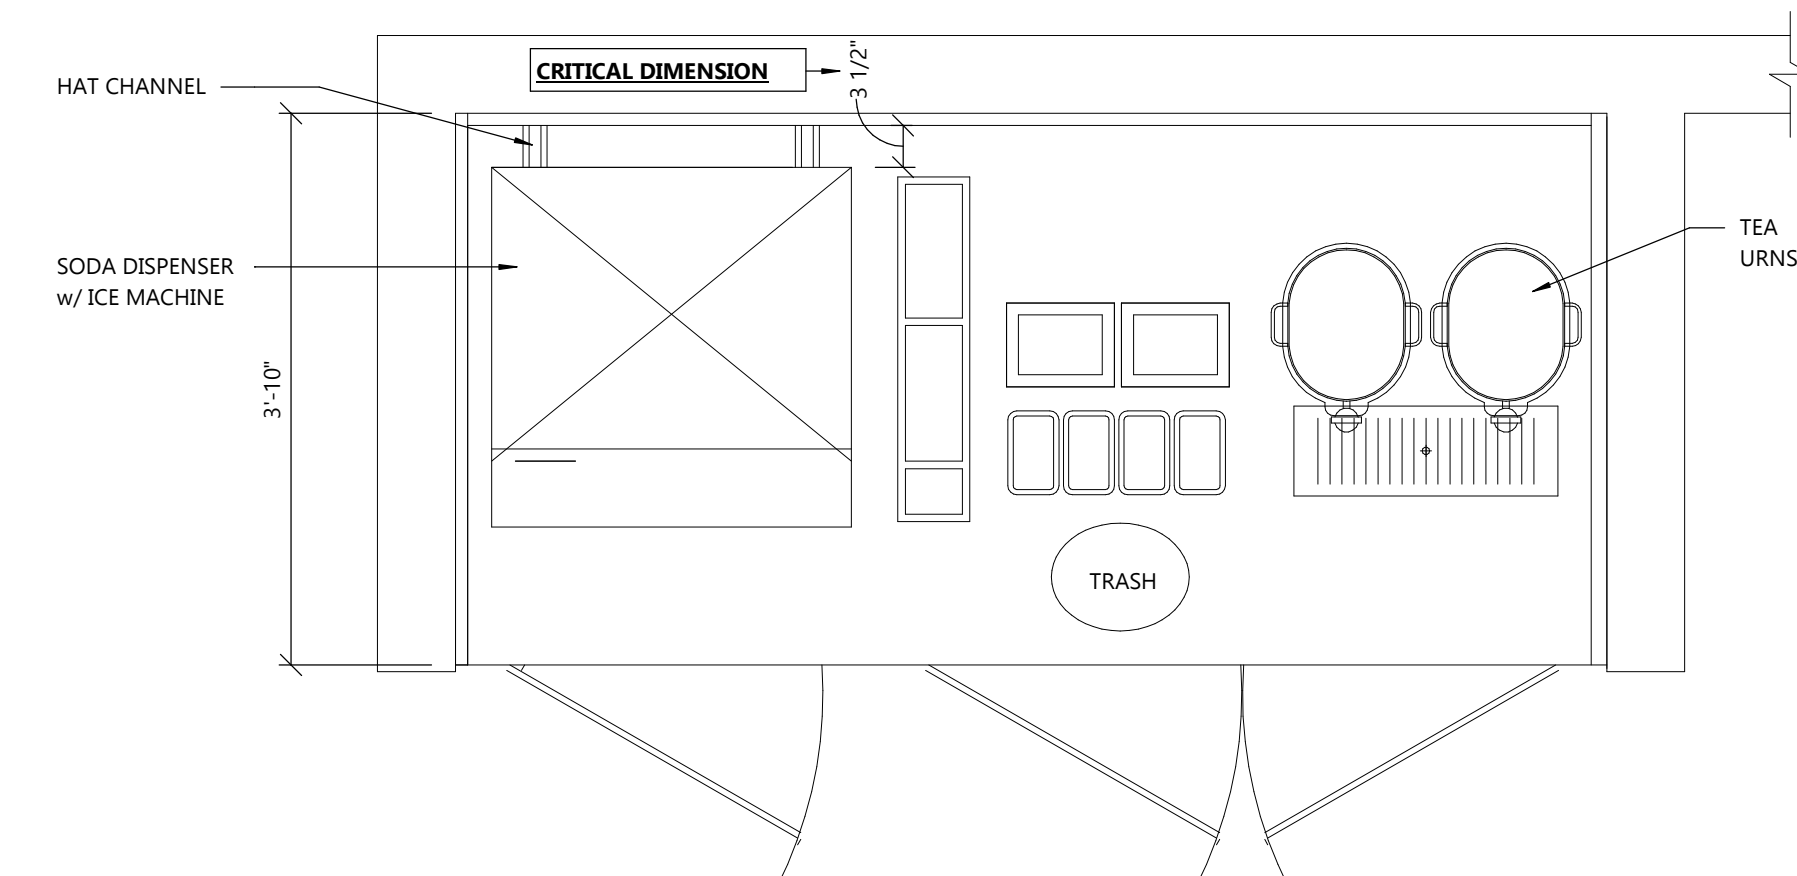 CRITICAL DIMENSION
3 1/2"
HAT CHANNEL
TEA
URNS
SODA DISPENSER
w/ ICE MACHINE
3'-10"
TRASH